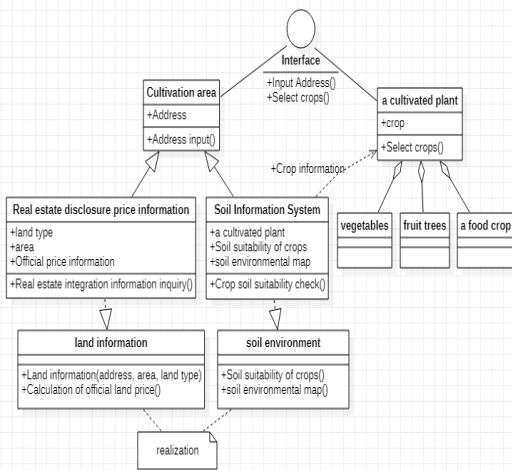 Interface
+Input Address()
+Select crops()
Cultivation area
+Address
+Address input()
a cultivated plant
+crop
+Select crops()
+Crop information
Real estate disclosure price information
+land type
+area
+Official price information
+Real estate integration information inquiry()
Soil Information System
+a cultivated plant
+Soil suitability of crops
+soil environmental map
+Crop soil suitability check()
vegetables
fruit trees
a food crop
land information
+Land information(address, area, land type)
+Calculation of official land price()
soil environment
+Soil suitability of crops()
+soil environmental map()
realization